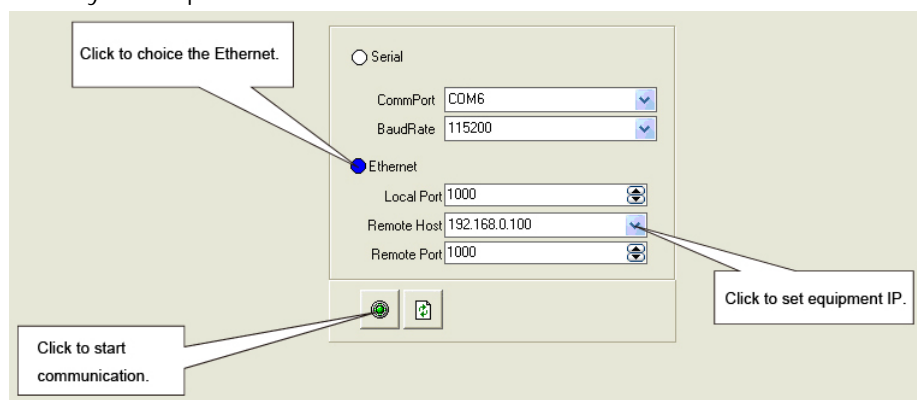 Click to choice the Ethernet.
Serial
CommPort COM6
BaudRate 115200
Ethernet
Local Port 1000
Remote Host 192.168.0.100
Remote Port 1000
Click to set equipment IP.
Click to start
communication.